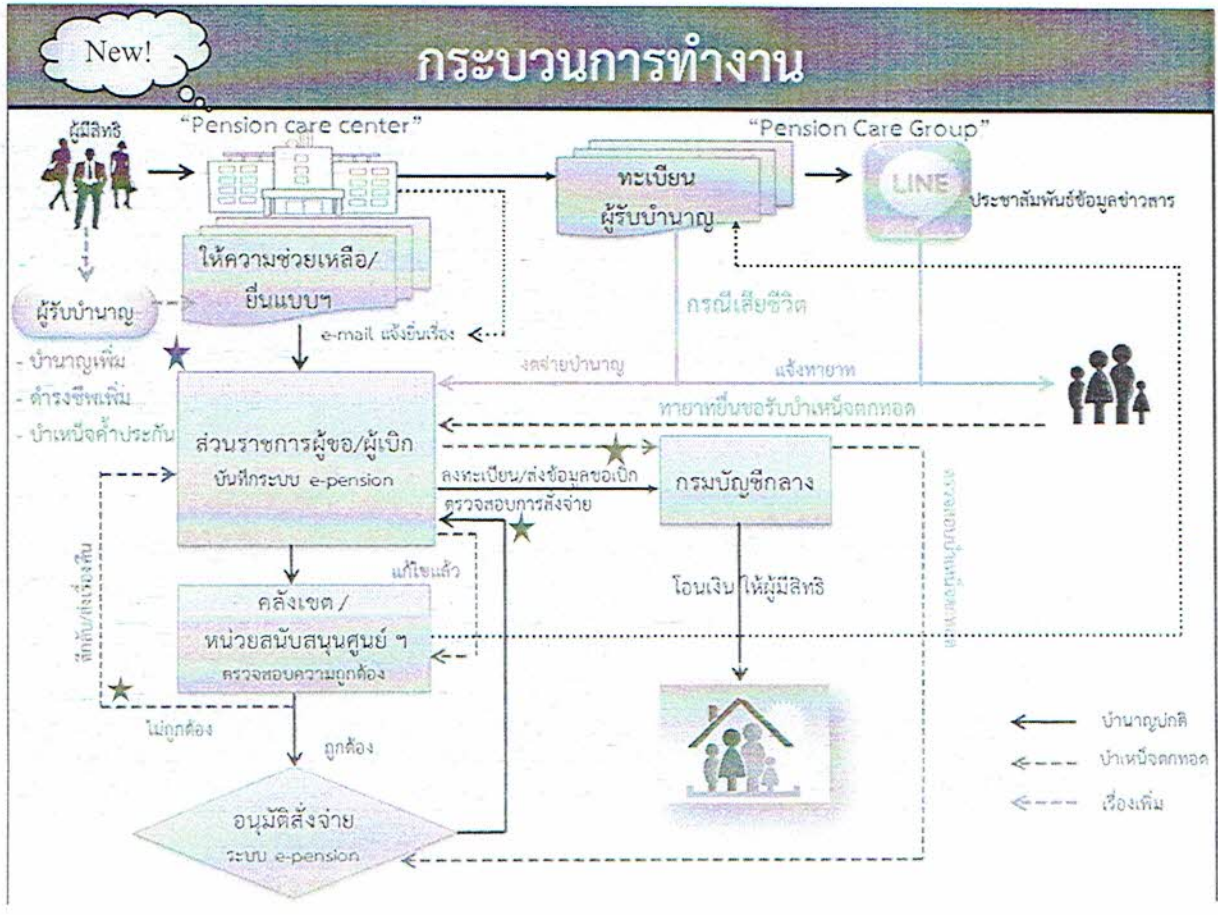 New!
กระบวนการทำงาน
ผู้มีสิทธิ
"Pension care center"
"Pension Care Group"
ทะเบียน
ผู้รับบำนาญ
LINE
ประชาสัมพันธ์ข้อมูลข่าวสาร
ให้ความช่วยเหลือ/
ยื่นแบบฯ
ผู้รับบำนาญ
e-mail แจ้งยื่นเรื่อง
กรณีเสียชีวิต
- บำนาญเพิ่ม
- ดำรงชีพเพิ่ม
- บำเหน็จค้ำประกัน
งดจ่ายบำนาญ
แจ้งทายาท
ทายาทยื่นขอรับบำเหน็จตกทอด
ส่วนราชการผู้ขอ/ผู้เบิก
บันทึกระบบ e-pension
ลงทะเบียน/ส่งข้อมูลขอเบิก
ตรวจสอบการสั่งจ่าย
กรมบัญชีกลาง
แก้ไขแล้ว
โอนเงิน ให้ผู้มีสิทธิ
คลังเขต /
หน่วยสนับสนุนศูนย์ ฯ
ตรวจสอบความถูกต้อง
ตีกลับ/ส่งเรื่องคืน
ไม่ถูกต้อง
ถูกต้อง
อนุมัติสั่งจ่าย
ระบบ e-pension
บำนาญปกติ
บำเหน็จตกทอด
เรื่องเพิ่ม